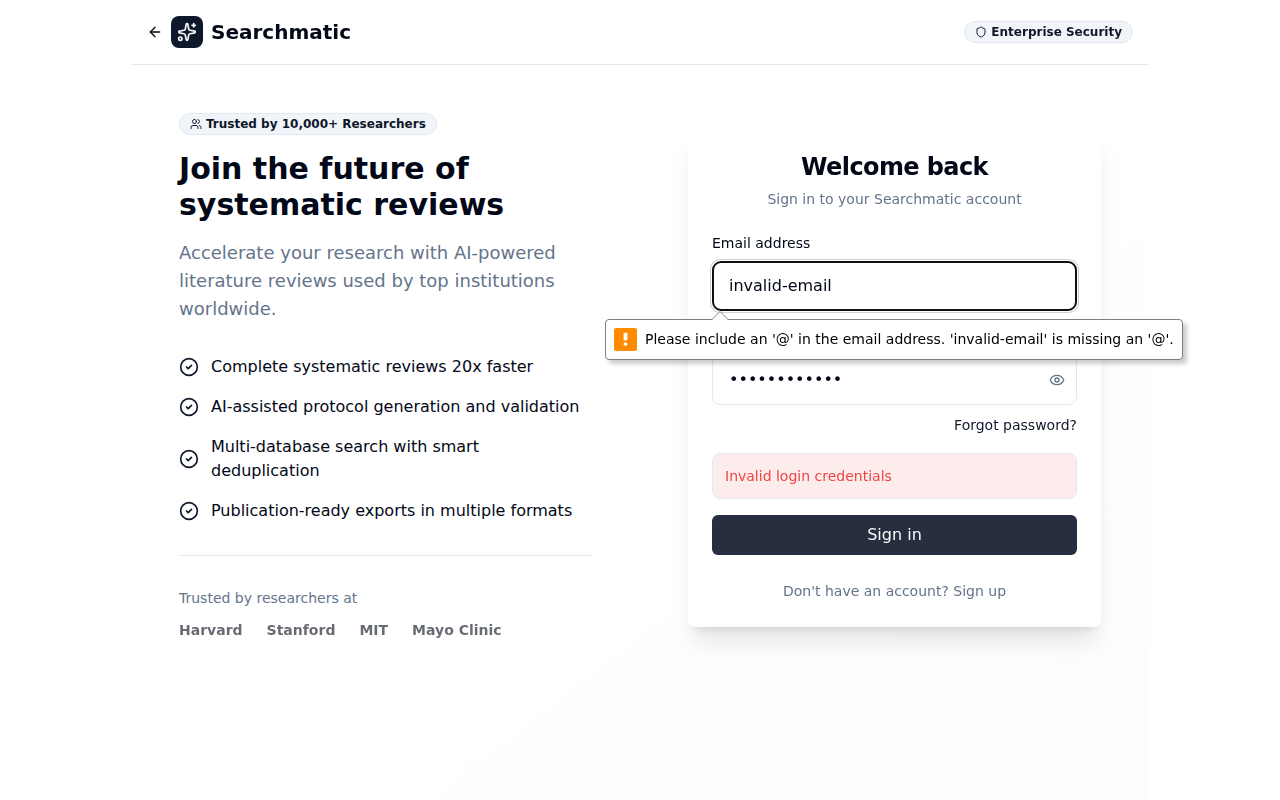 Searchmatic
Enterprise Security
Trusted by 10,000+ Researchers
Join the future of
systematic reviews
Accelerate your research with AI-powered
literature reviews used by top institutions
worldwide.
Complete systematic reviews 20x faster
AI-assisted protocol generation and validation
Multi-database search with smart
deduplication
Publication-ready exports in multiple formats
Trusted by researchers at
Harvard Stanford MIT Mayo Clinic
Welcome back
Sign in to your Searchmatic account
Email address
invalid-email
Please include an '@' in the email address. 'invalid-email' is missing an '@'.
••••••••••••
Forgot password?
Invalid login credentials
Sign in
Don't have an account? Sign up